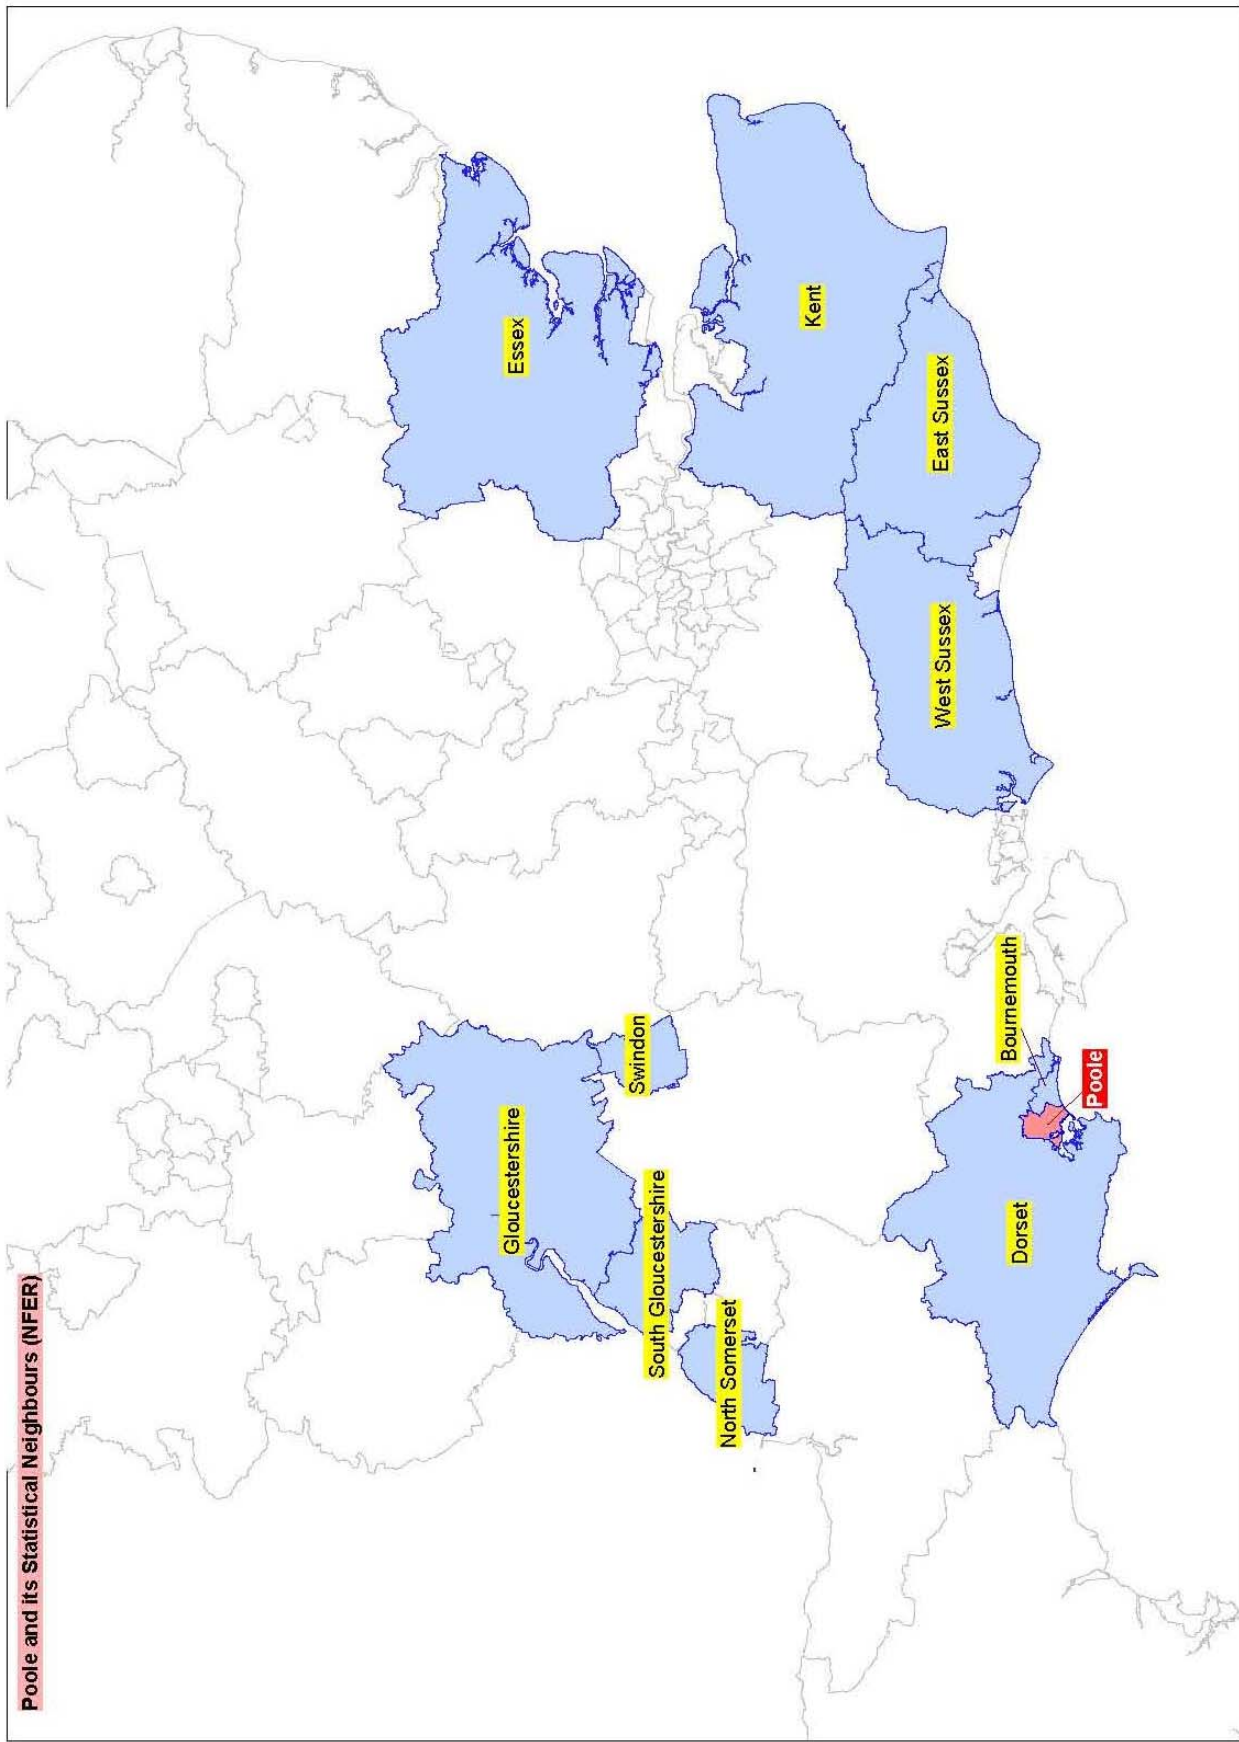 Poole and its Statistical Neighbours (NFER)
Essex
Gloucestershire
Swindon
South Gloucestershire
North Somerset
Kent
East Sussex
West Sussex
Bournemouth
Dorset
Poole